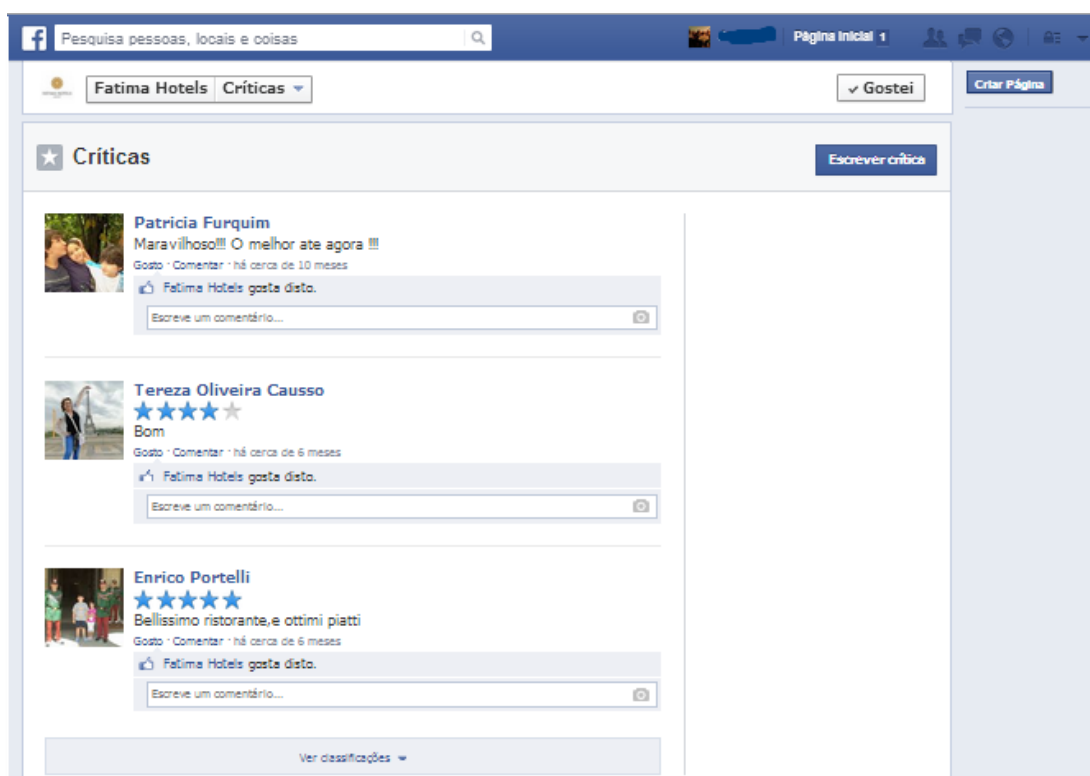 f
Pesquisa pessoas, locais e coisas
Página Inicial 1
Fatima Hotels Críticas
Gostei
Criar Página
Críticas
Escrever crítica
Patricia Furquim
Maravilhoso!!! O melhor ate agora !!!
Gosto · Comentar · há cerca de 10 meses
Fatima Hotels gosta disto.
Escreve um comentário...
Tereza Oliveira Causso
Bom
Gosto · Comentar · há cerca de 6 meses
Fatima Hotels gosta disto.
Escreve um comentário...
Enrico Portelli
Bellissimo ristorante,e ottimi piatti
Gosto · Comentar · há cerca de 6 meses
Fatima Hotels gosta disto.
Escreve um comentário...
Ver classificações